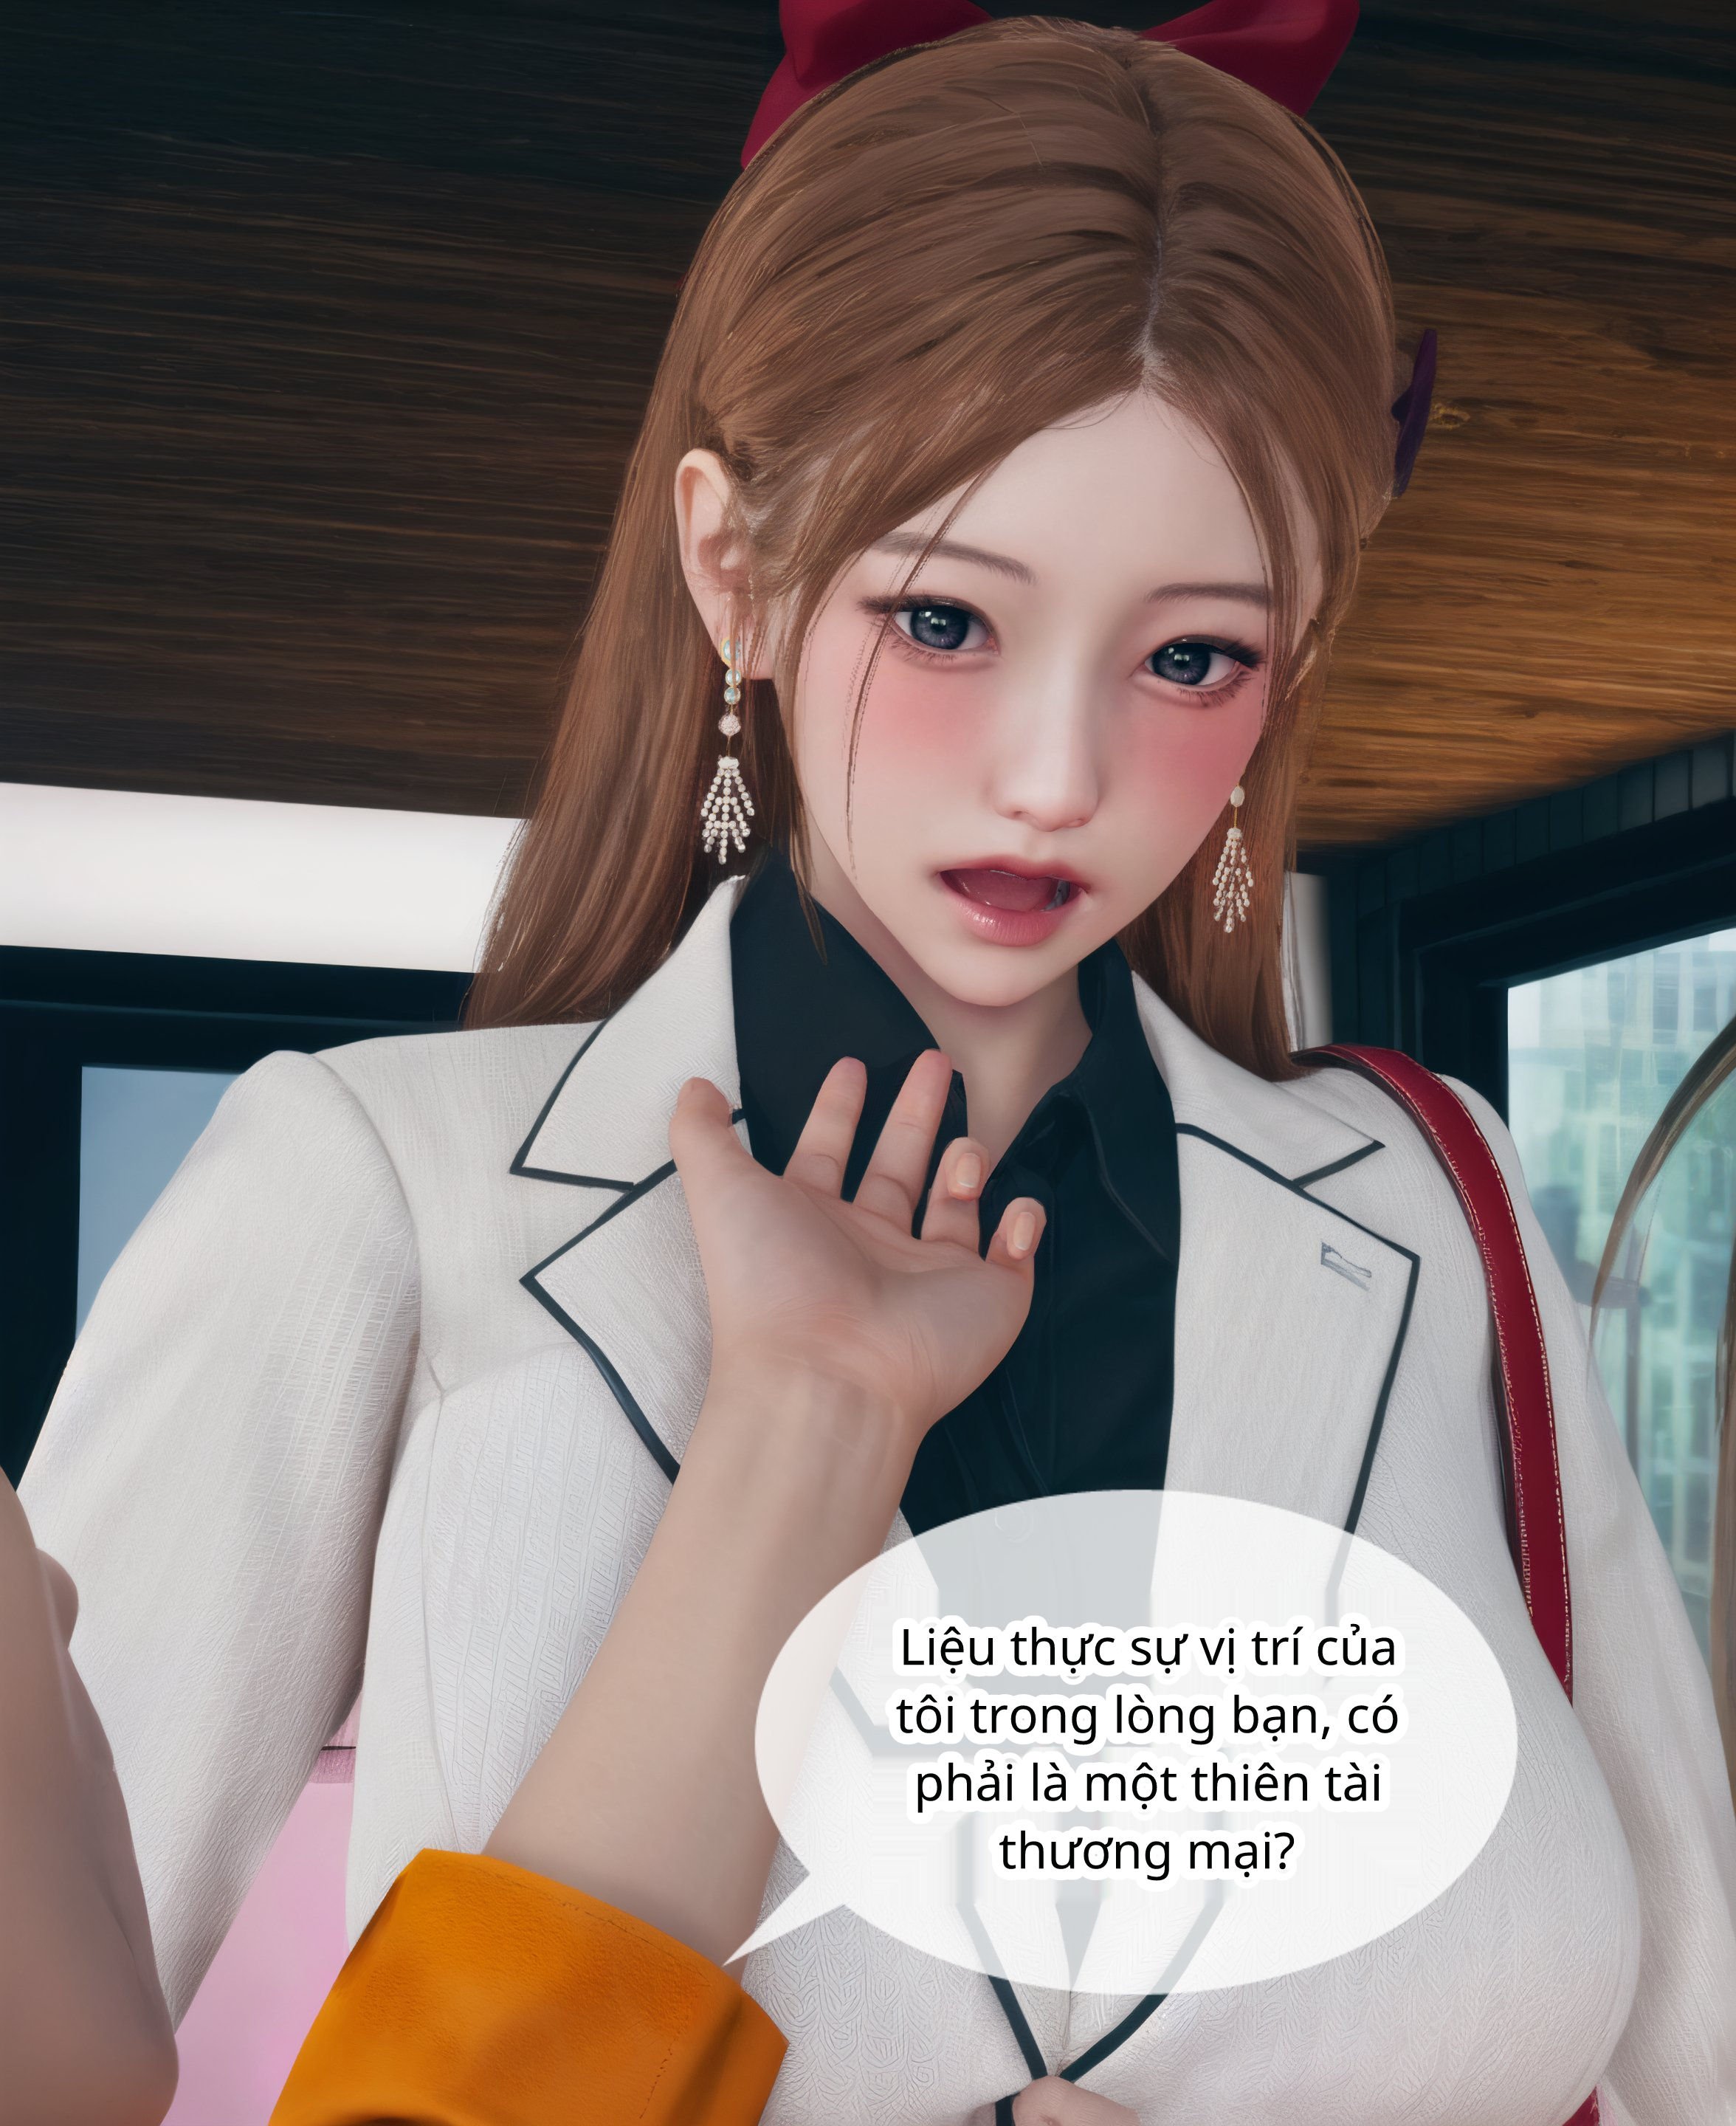 Liệu thực sự vị trí của
tôi trong lòng bạn, có
phải là một thiên tài
thương mại?